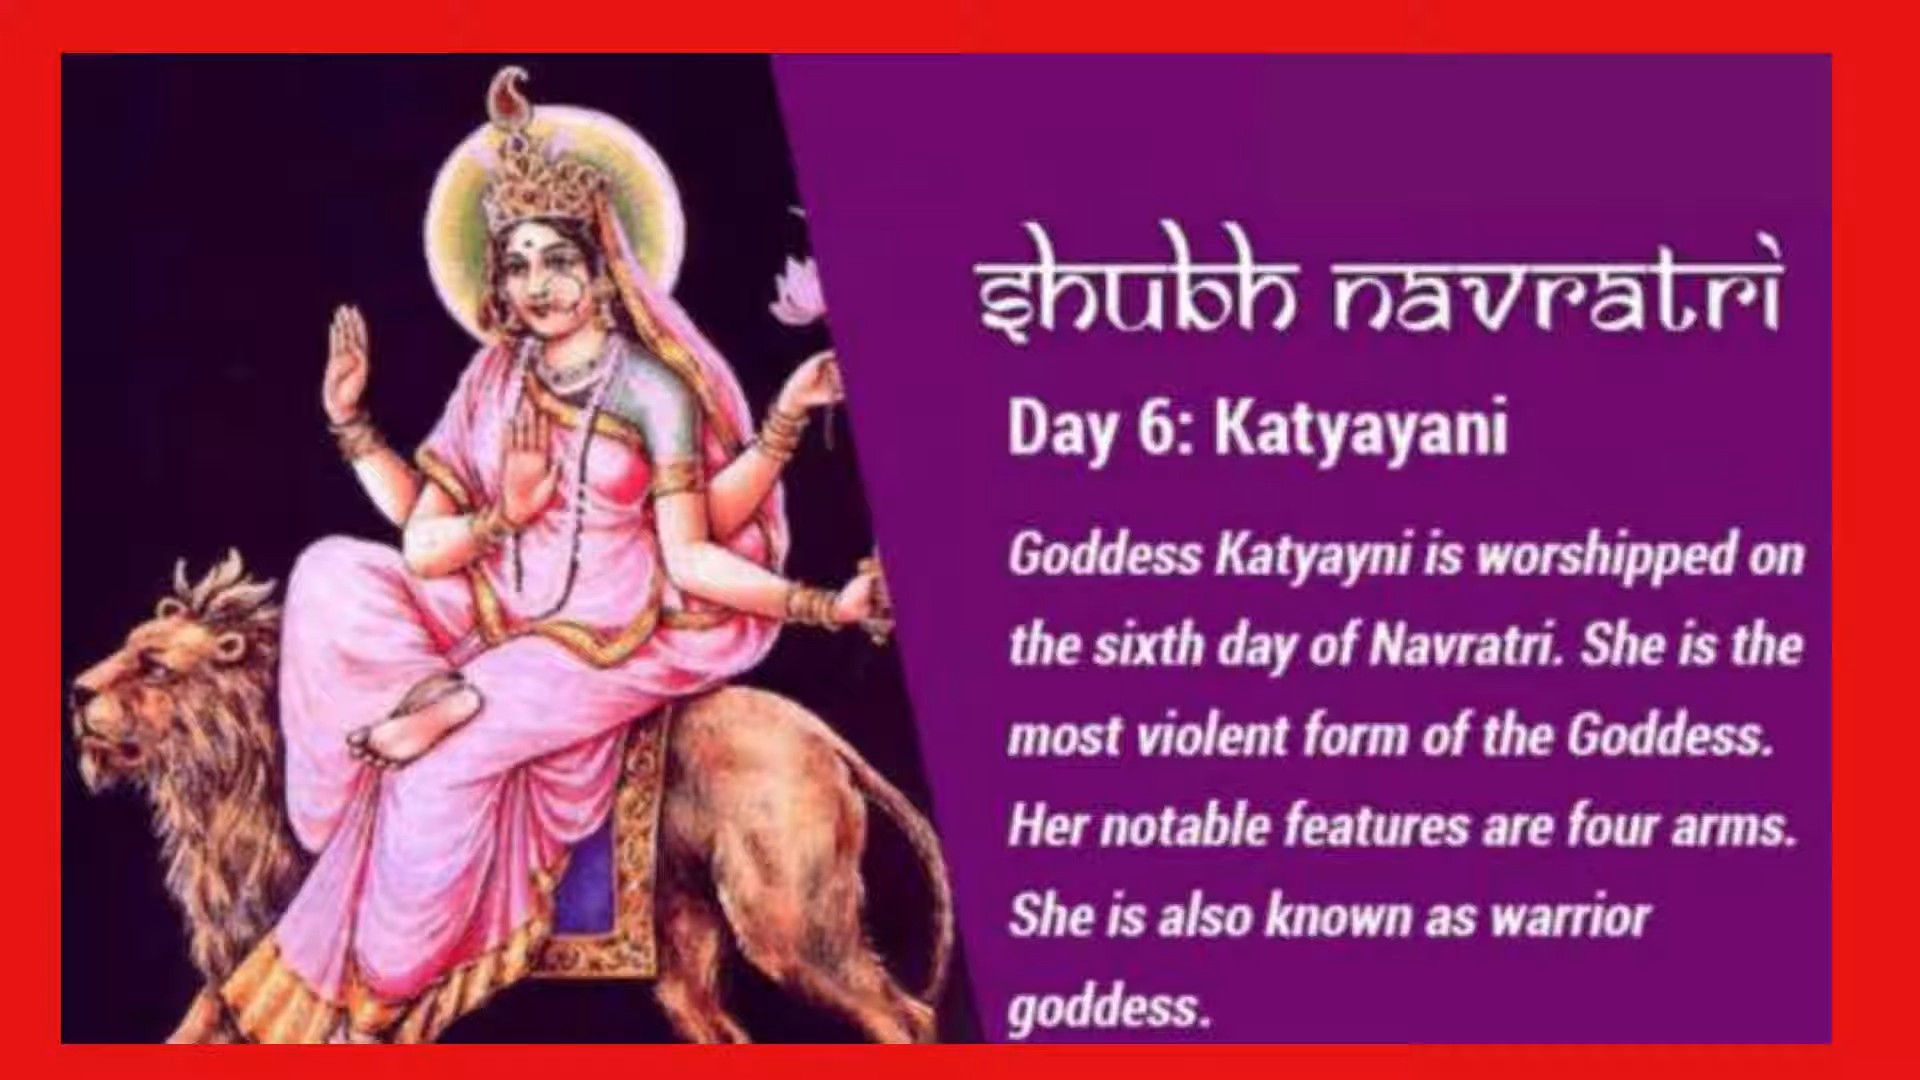 shubh navratri
Day 6: Katyayani
Goddess Katyayni is worshipped on
the sixth day of Navratri. She is the
most violent form of the Goddess.
Her notable features are four arms.
She is also known as warrior
goddess.